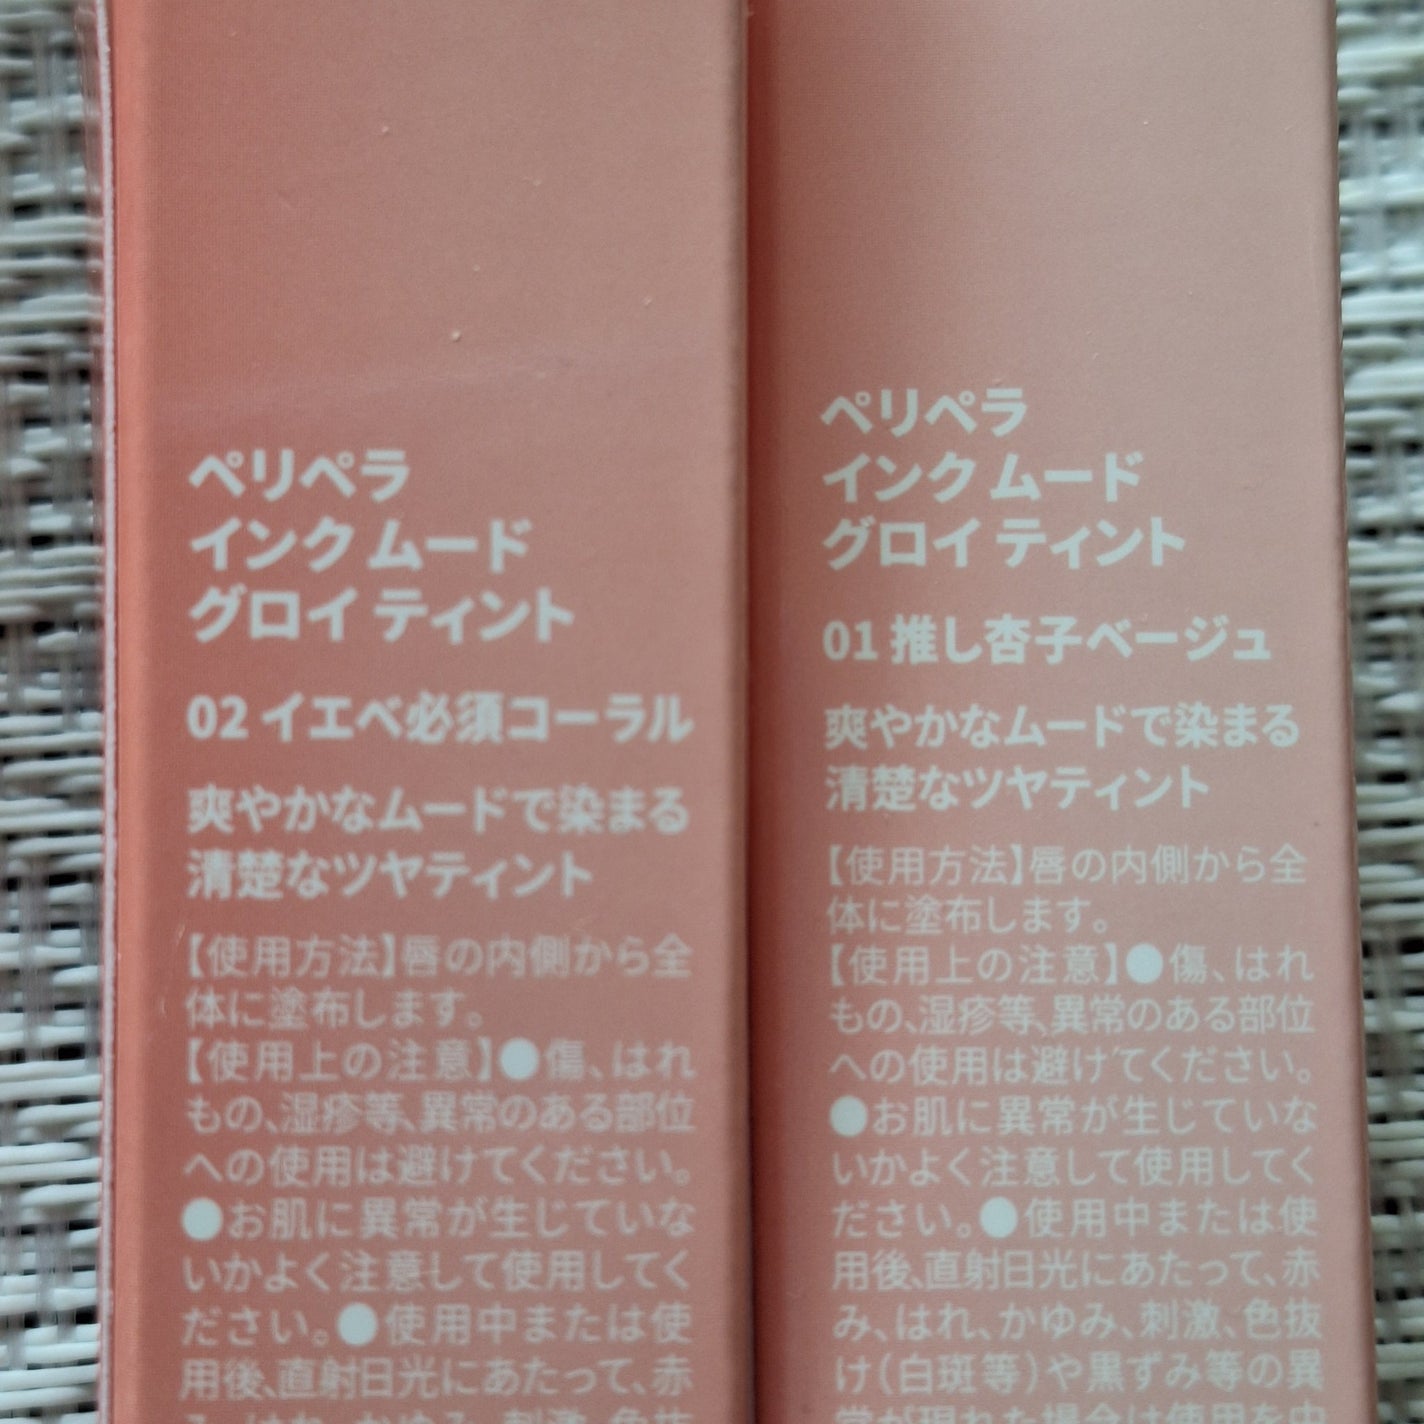 ペリペラ
インク ムード
グロイ ティント
02 イエベ必須コーラル
爽やかなムードで染まる
清楚なツヤティント
【使用方法】唇の内側から全
体に塗布します。
【使用上の注意】●傷、はれ
もの、湿疹等、異常のある部位
への使用は避けてください。
●お肌に異常が生じていな
いかよく注意して使用してく
ださい。●使用中または使
用後、直射日光にあたって、赤
ペリペラ
インク ムード
グロイ ティント
01 推し杏子ベージュ
爽やかなムードで染まる
清楚なツヤティント
【使用方法】唇の内側から全
体に塗布します。
【使用上の注意】●傷、はれ
もの、湿疹等、異常のある部位
への使用は避けてください。
●お肌に異常が生じていな
いかよく注意して使用してく
ださい。●使用中または使
用後、直射日光にあたって、赤
み、はれ、かゆみ、刺激、色抜
け(白斑等)や黒ずみ等の異
常が現れた場合は使用を中